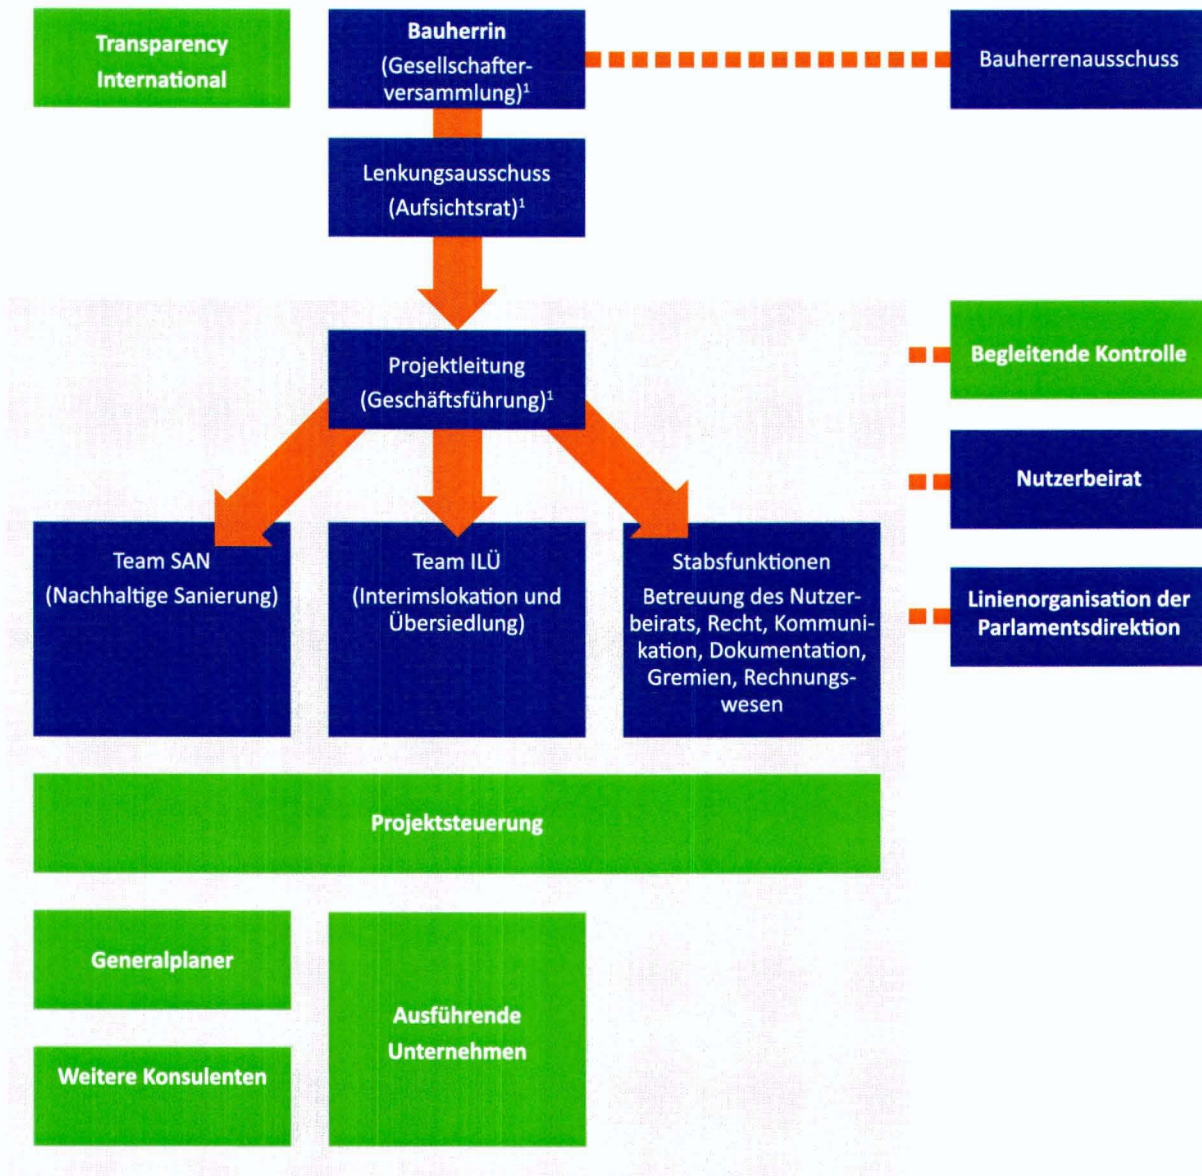 Transparency
International
Bauherrin
(Gesellschafter-
versammlung)¹
Bauherrenausschuss
Lenkungsausschuss
(Aufsichtsrat)¹
Projektleitung
(Geschäftsführung)¹
Begleitende Kontrolle
Nutzerbeirat
Linienorganisation der
Parlamentsdirektion
Team SAN
(Nachhaltige Sanierung)
Team ILÜ
(Interimslokation und
Übersiedlung)
Stabsfunktionen
Betreuung des Nutzer-
beirats, Recht, Kommuni-
kation, Dokumentation,
Gremien, Rechnungs-
wesen
Projektsteuerung
Generalplaner
Weitere Konsulenten
Ausführende
Unternehmen